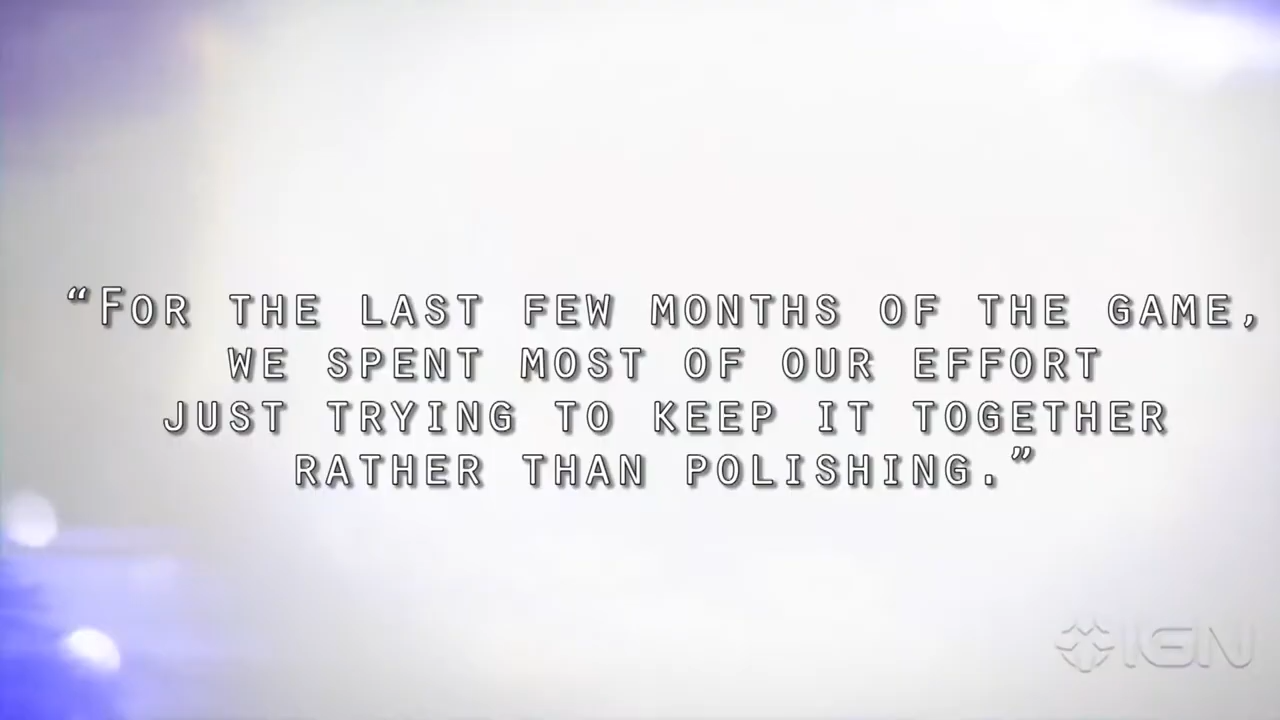 “For the last few months of the game,
we spent most of our effort
just trying to keep it together
rather than polishing.”
IGN